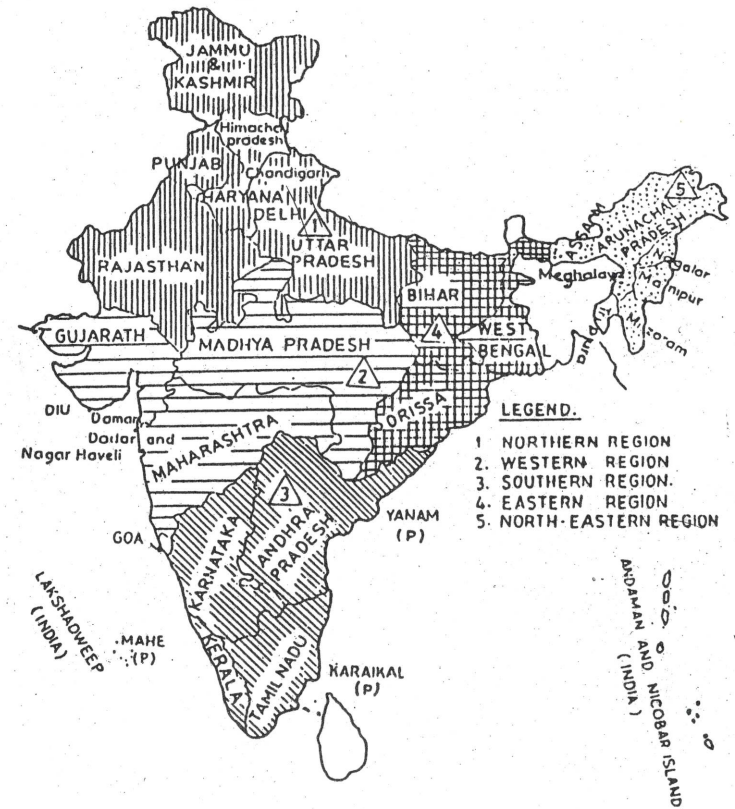 JAMMU
&
KASHMIR
Himachal
pradesh
PUNJAB
Chandigarh
HARYANA
DELHI
1
UTTAR
PRADESH
RAJASTHAN
5
ASSAM
ARUNACHAL
PRADESH
Meghalaya
Manipur
Mizoram
BIHAR
4
WEST
BENGAL
GUJARATH
MADHYA PRADESH
2
ORISSA
DIU
Daman
Dadar and
Nagar Haveli
MAHARASHTRA
LEGEND.
1 NORTHERN REGION
2. WESTERN REGION
3. SOUTHERN REGION.
4. EASTERN REGION
5. NORTH-EASTERN REGION
3
YANAM
(P)
GOA
KARNATAKA
ANDHRA
PRADESH
LAKSHADWEEP
(INDIA)
MAHE
(P)
KERALA
TAMIL NADU
KARAIKAL
(P)
ANDAMAN AND NICOBAR ISLAND
(INDIA)